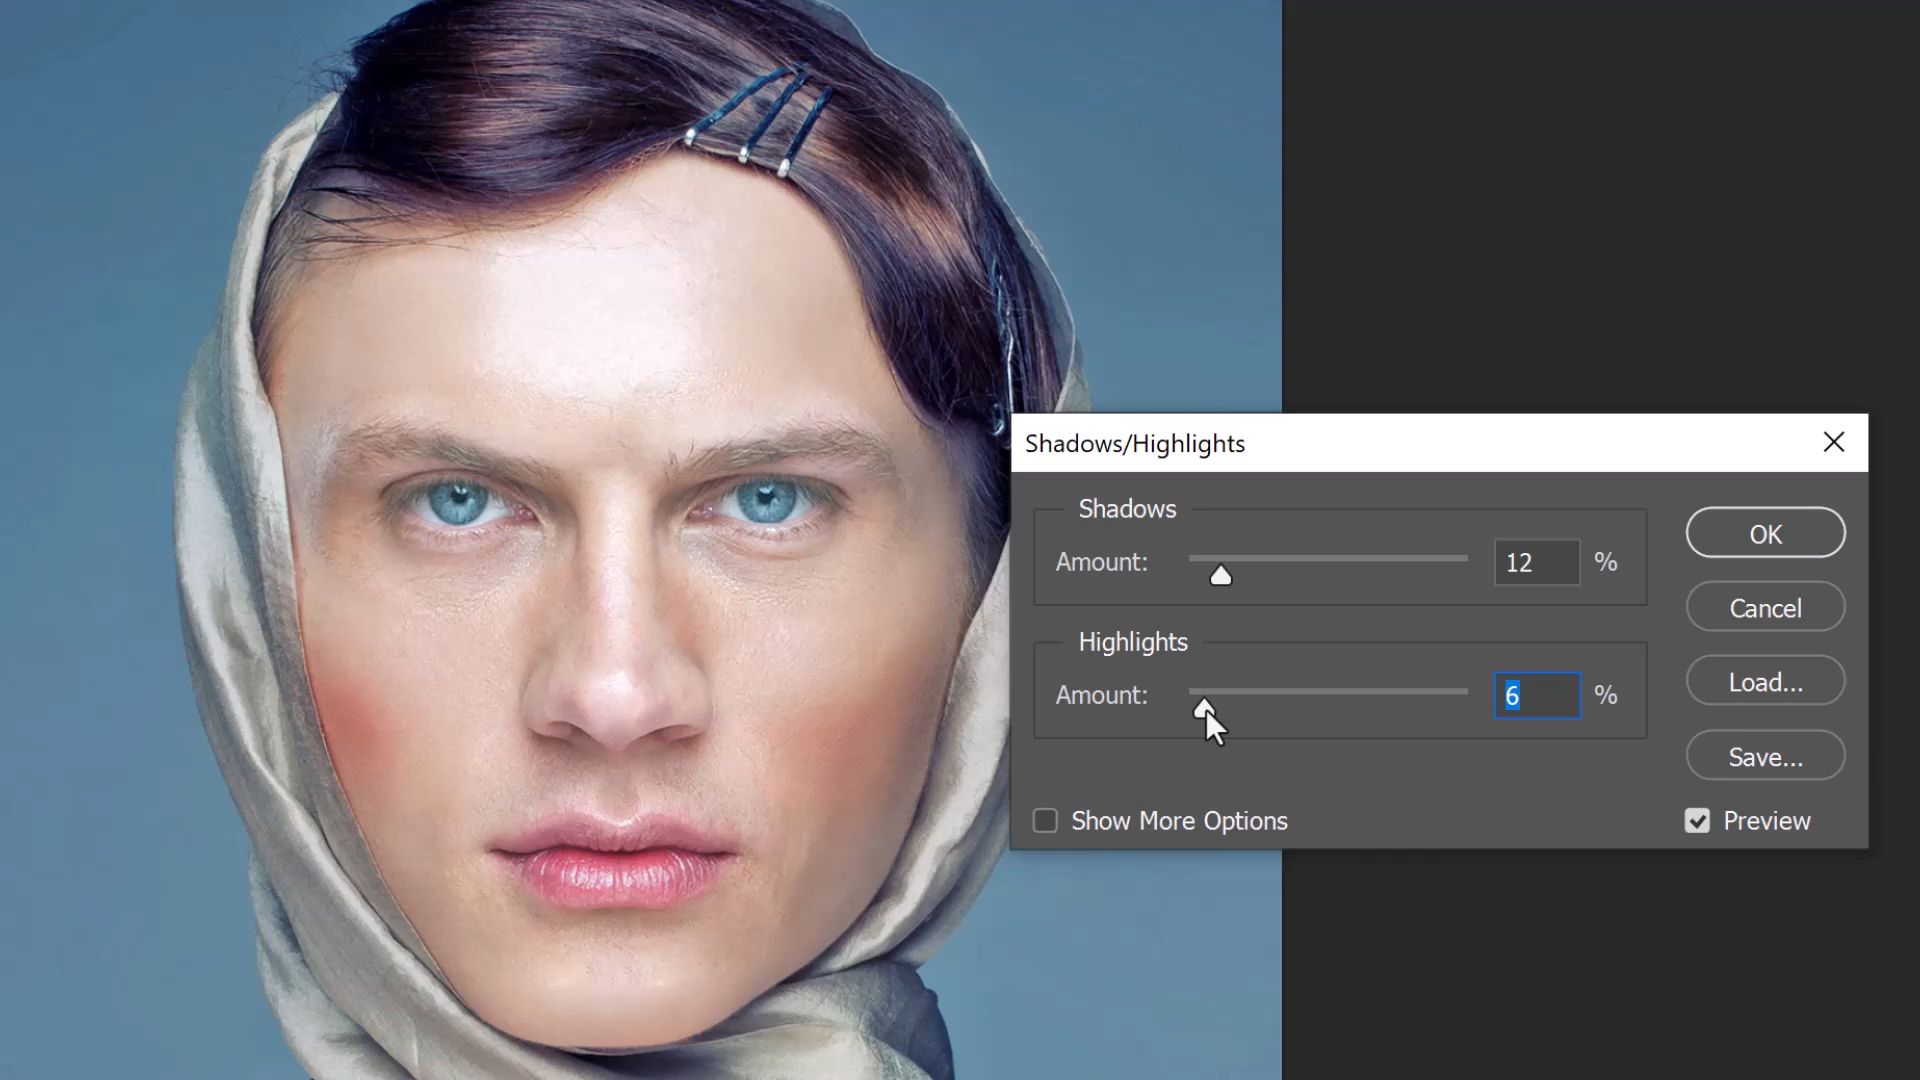 Shadows/Highlights
Shadows
Amount: 12 %
Highlights
Amount: 6 %
Show More Options
OK
Cancel
Load...
Save...
Preview